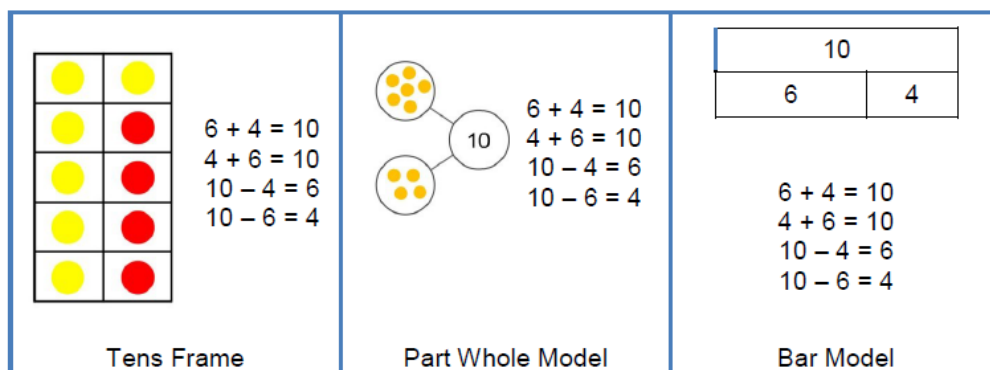 6 + 4 = 10
4 + 6 = 10
10 – 4 = 6
10 – 6 = 4
Tens Frame
10
6 + 4 = 10
4 + 6 = 10
10 – 4 = 6
10 – 6 = 4
Part Whole Model
10
6 4
6 + 4 = 10
4 + 6 = 10
10 – 4 = 6
10 – 6 = 4
Bar Model